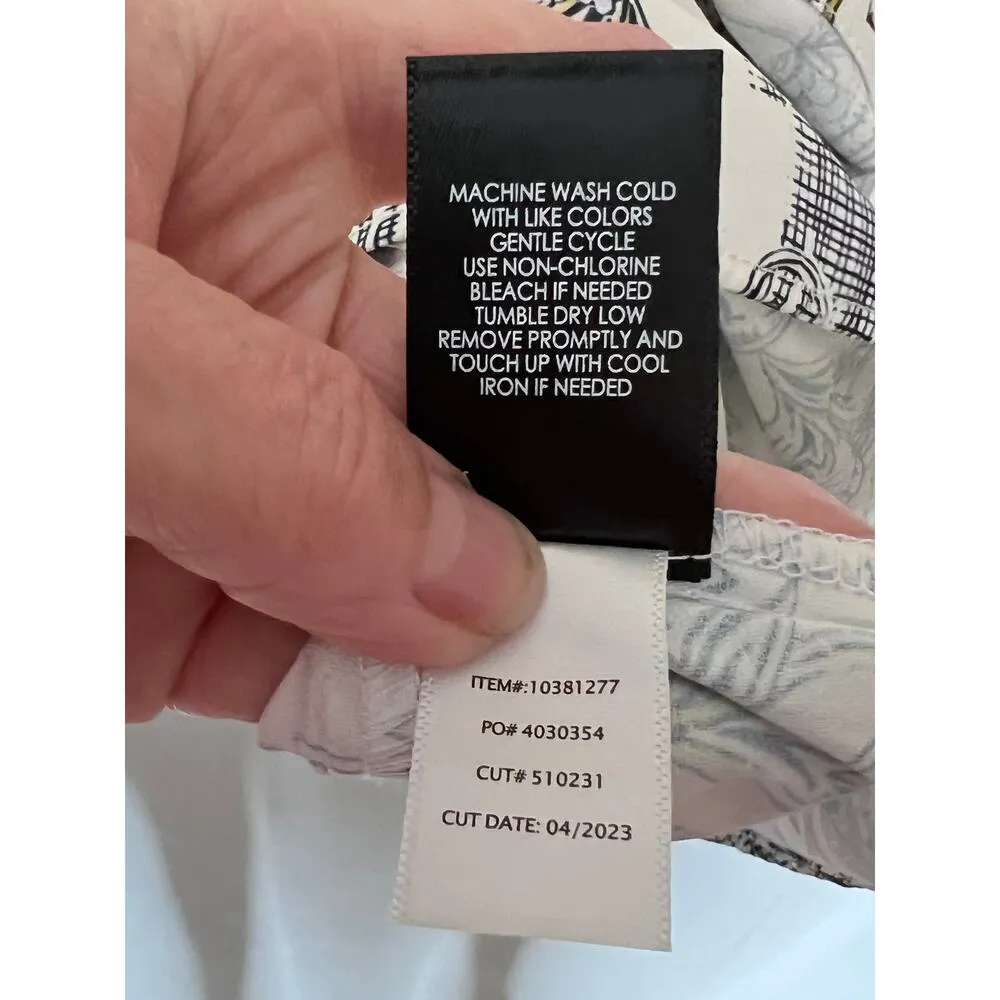 MACHINE WASH COLD
WITH LIKE COLORS
GENTLE CYCLE
USE NON-CHLORINE
BLEACH IF NEEDED
TUMBLE DRY LOW
REMOVE PROMPTLY AND
TOUCH UP WITH COOL
IRON IF NEEDED
ITEM#:10381277
PO# 4030354
CUT# 510231
CUT DATE: 04/2023